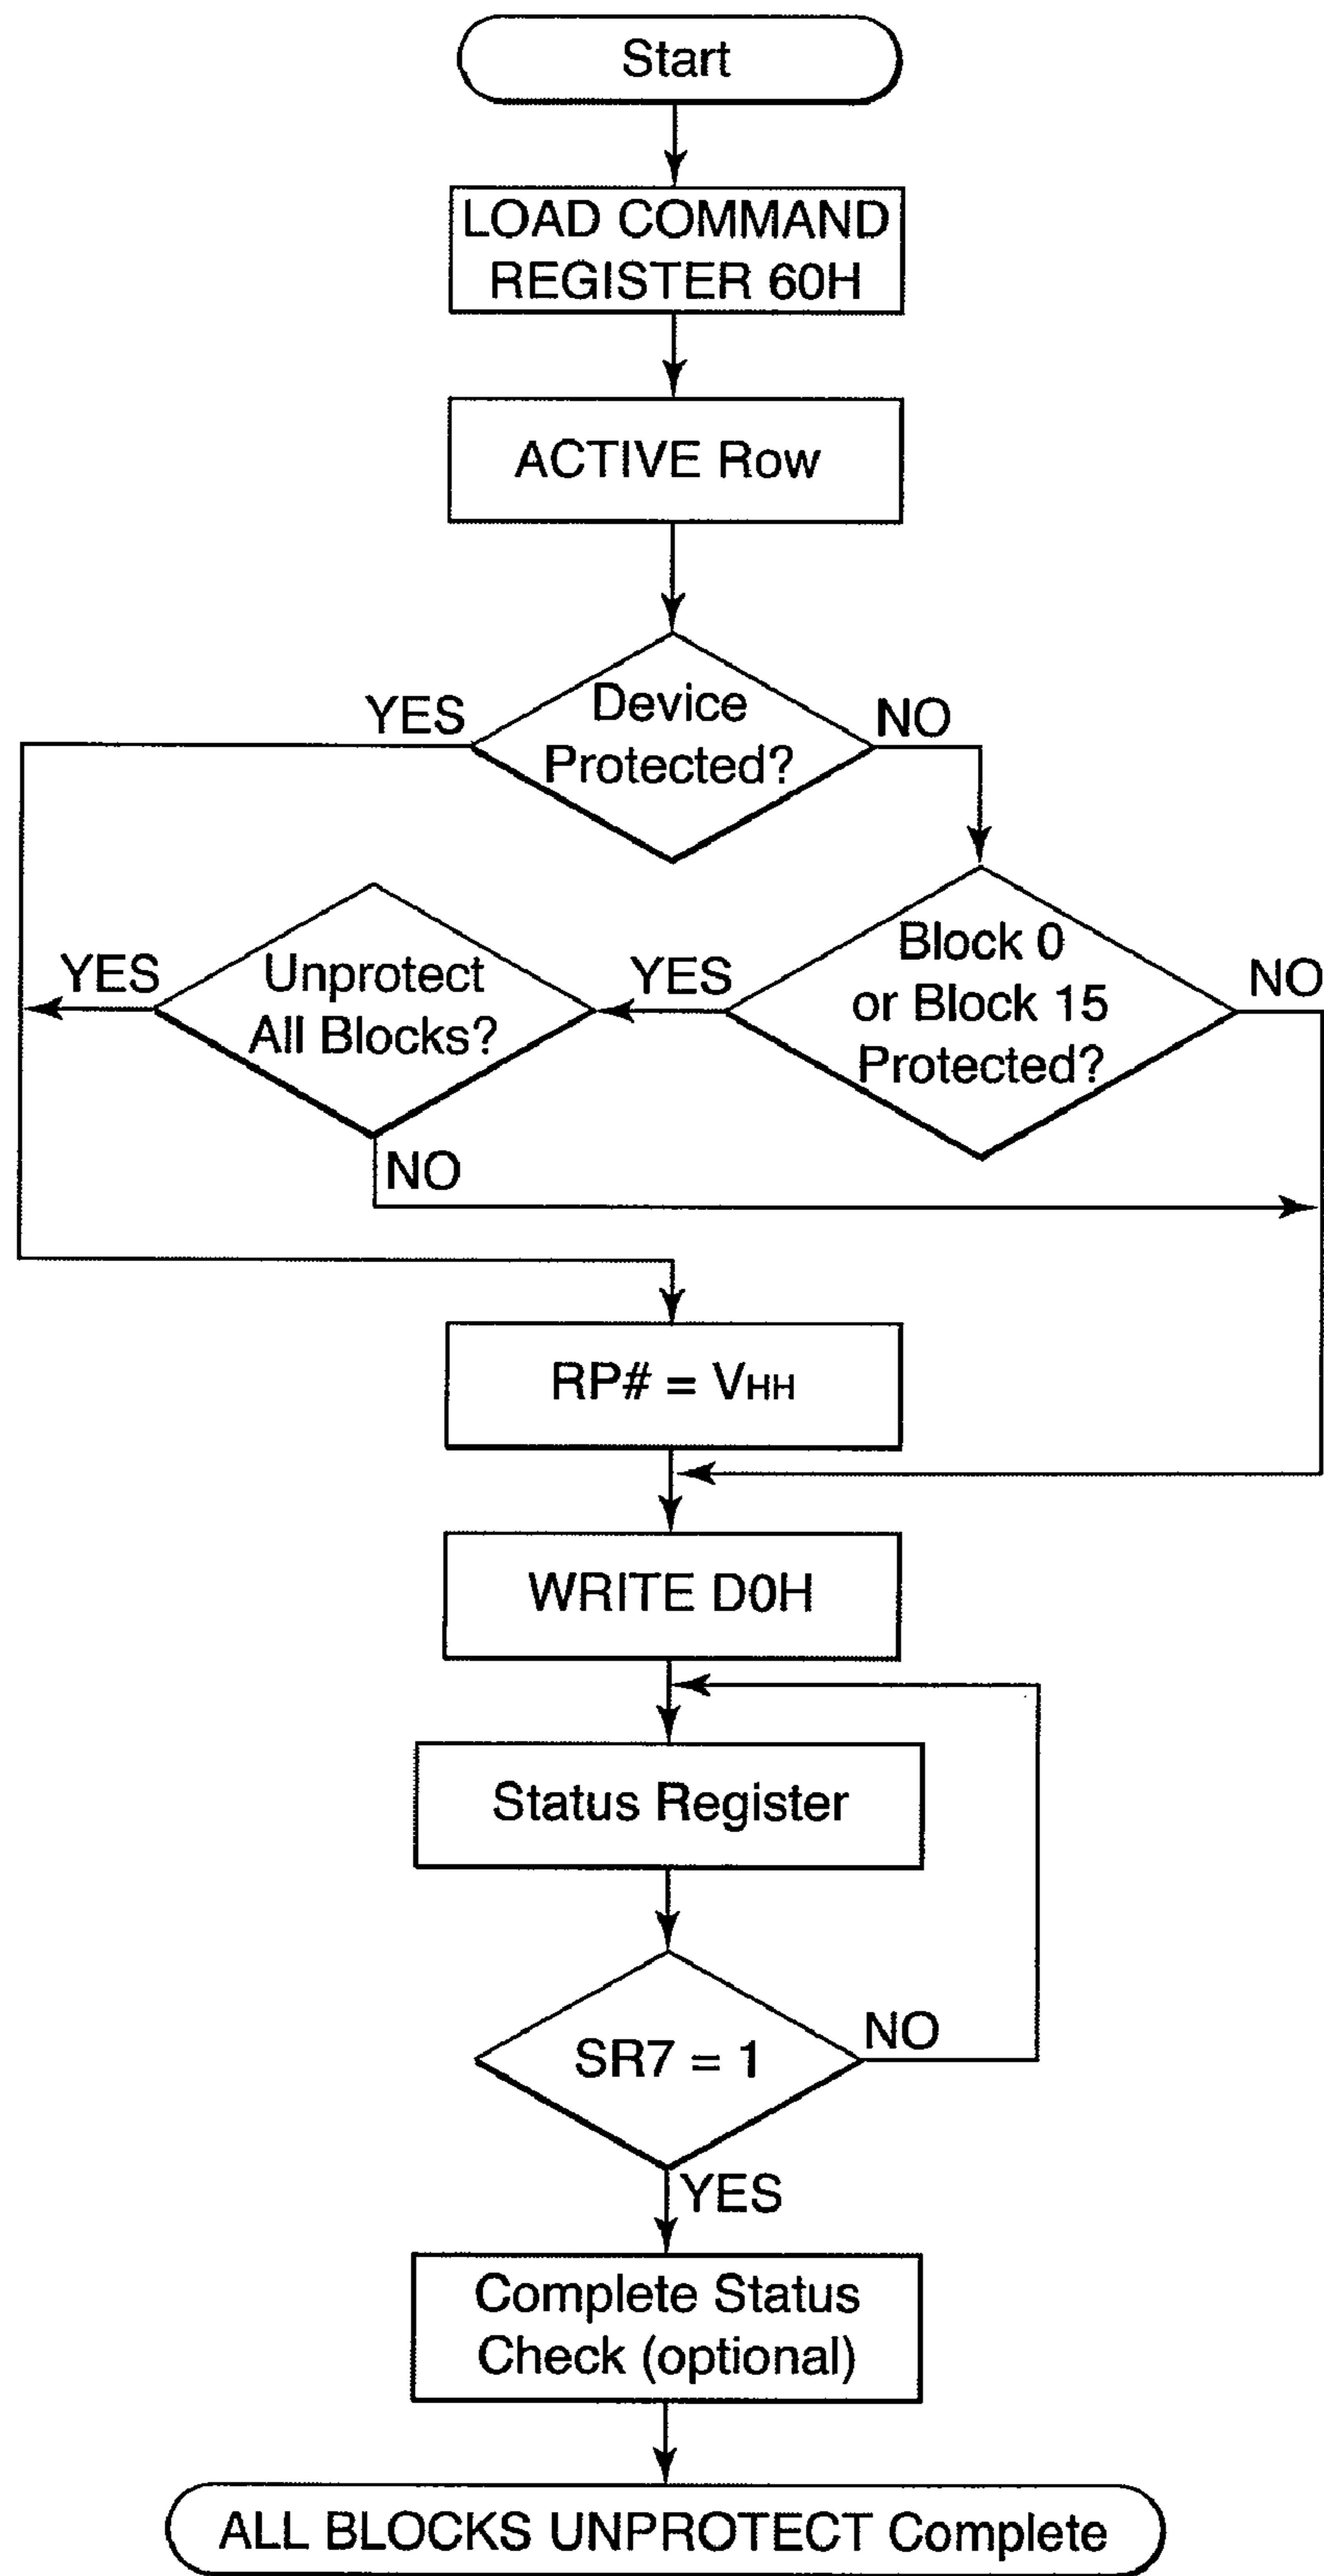 Start
LOAD COMMAND
REGISTER 60H
ACTIVE Row
YES
Device
Protected?
NO
YES
Unprotect
All Blocks?
YES
Block 0
or Block 15
Protected?
NO
NO
RP# = VHH
WRITE D0H
Status Register
SR7 = 1
NO
YES
Complete Status
Check (optional)
ALL BLOCKS UNPROTECT Complete